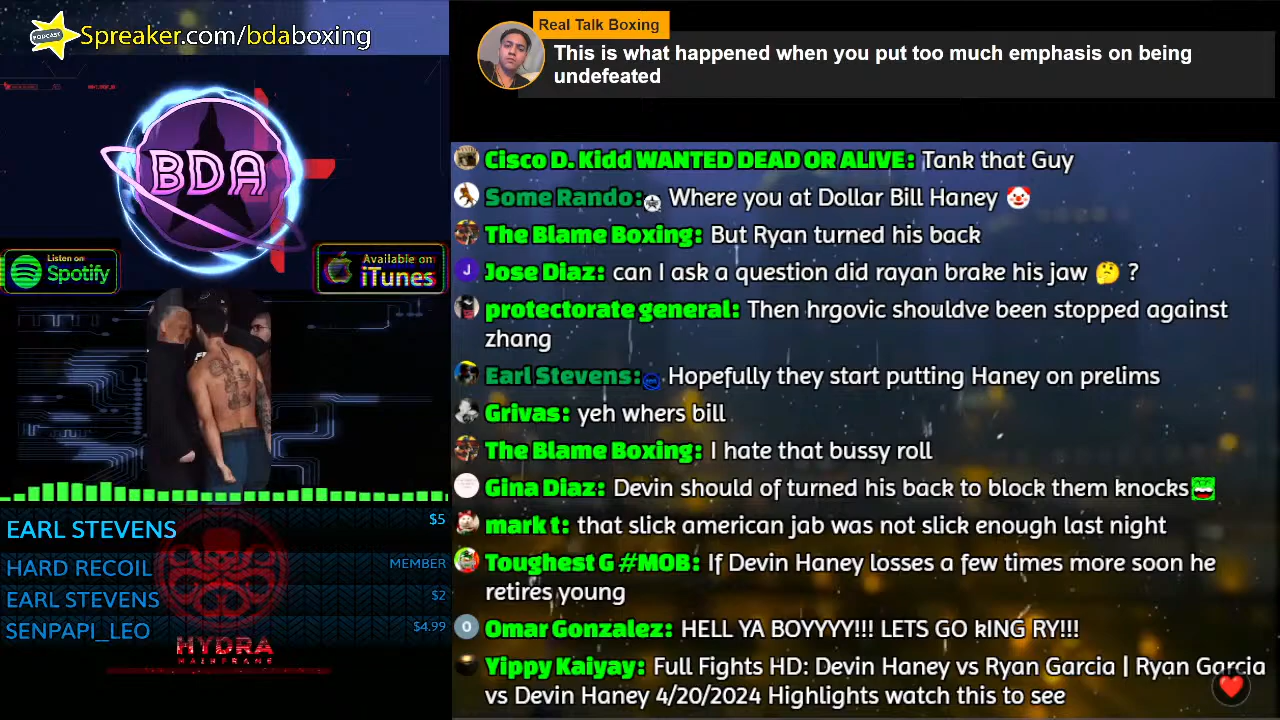 Spreaker.com/bdaboxing
PODCAST
BDA
Listen on
Spotify
Available on
iTunes
EARL STEVENS $5
HARD RECOIL MEMBER
EARL STEVENS $2
SENPAPI_LEO $4.99
HYDRA
MAINFRAME
Real Talk Boxing
This is what happened when you put too much emphasis on being
undefeated
Cisco D. Kidd WANTED DEAD OR ALIVE: Tank that Guy
Some Rando: Where you at Dollar Bill Haney 🤡
The Blame Boxing: But Ryan turned his back
J
Jose Diaz: can I ask a question did rayan brake his jaw 🤔 ?
protectorate general: Then hrgovic shouldve been stopped against
zhang
Earl Stevens: Hopefully they start putting Haney on prelims
Grivas: yeh whers bill
The Blame Boxing: I hate that bussy roll
Gina Diaz: Devin should of turned his back to block them knocks
mark t: that slick american jab was not slick enough last night
Toughest G #MOB: If Devin Haney losses a few times more soon he
retires young
O
Omar Gonzalez: HELL YA BOYYYY!!! LETS GO kING RY!!!
Yippy Kaiyay: Full Fights HD: Devin Haney vs Ryan Garcia | Ryan Garcia
vs Devin Haney 4/20/2024 Highlights watch this to see